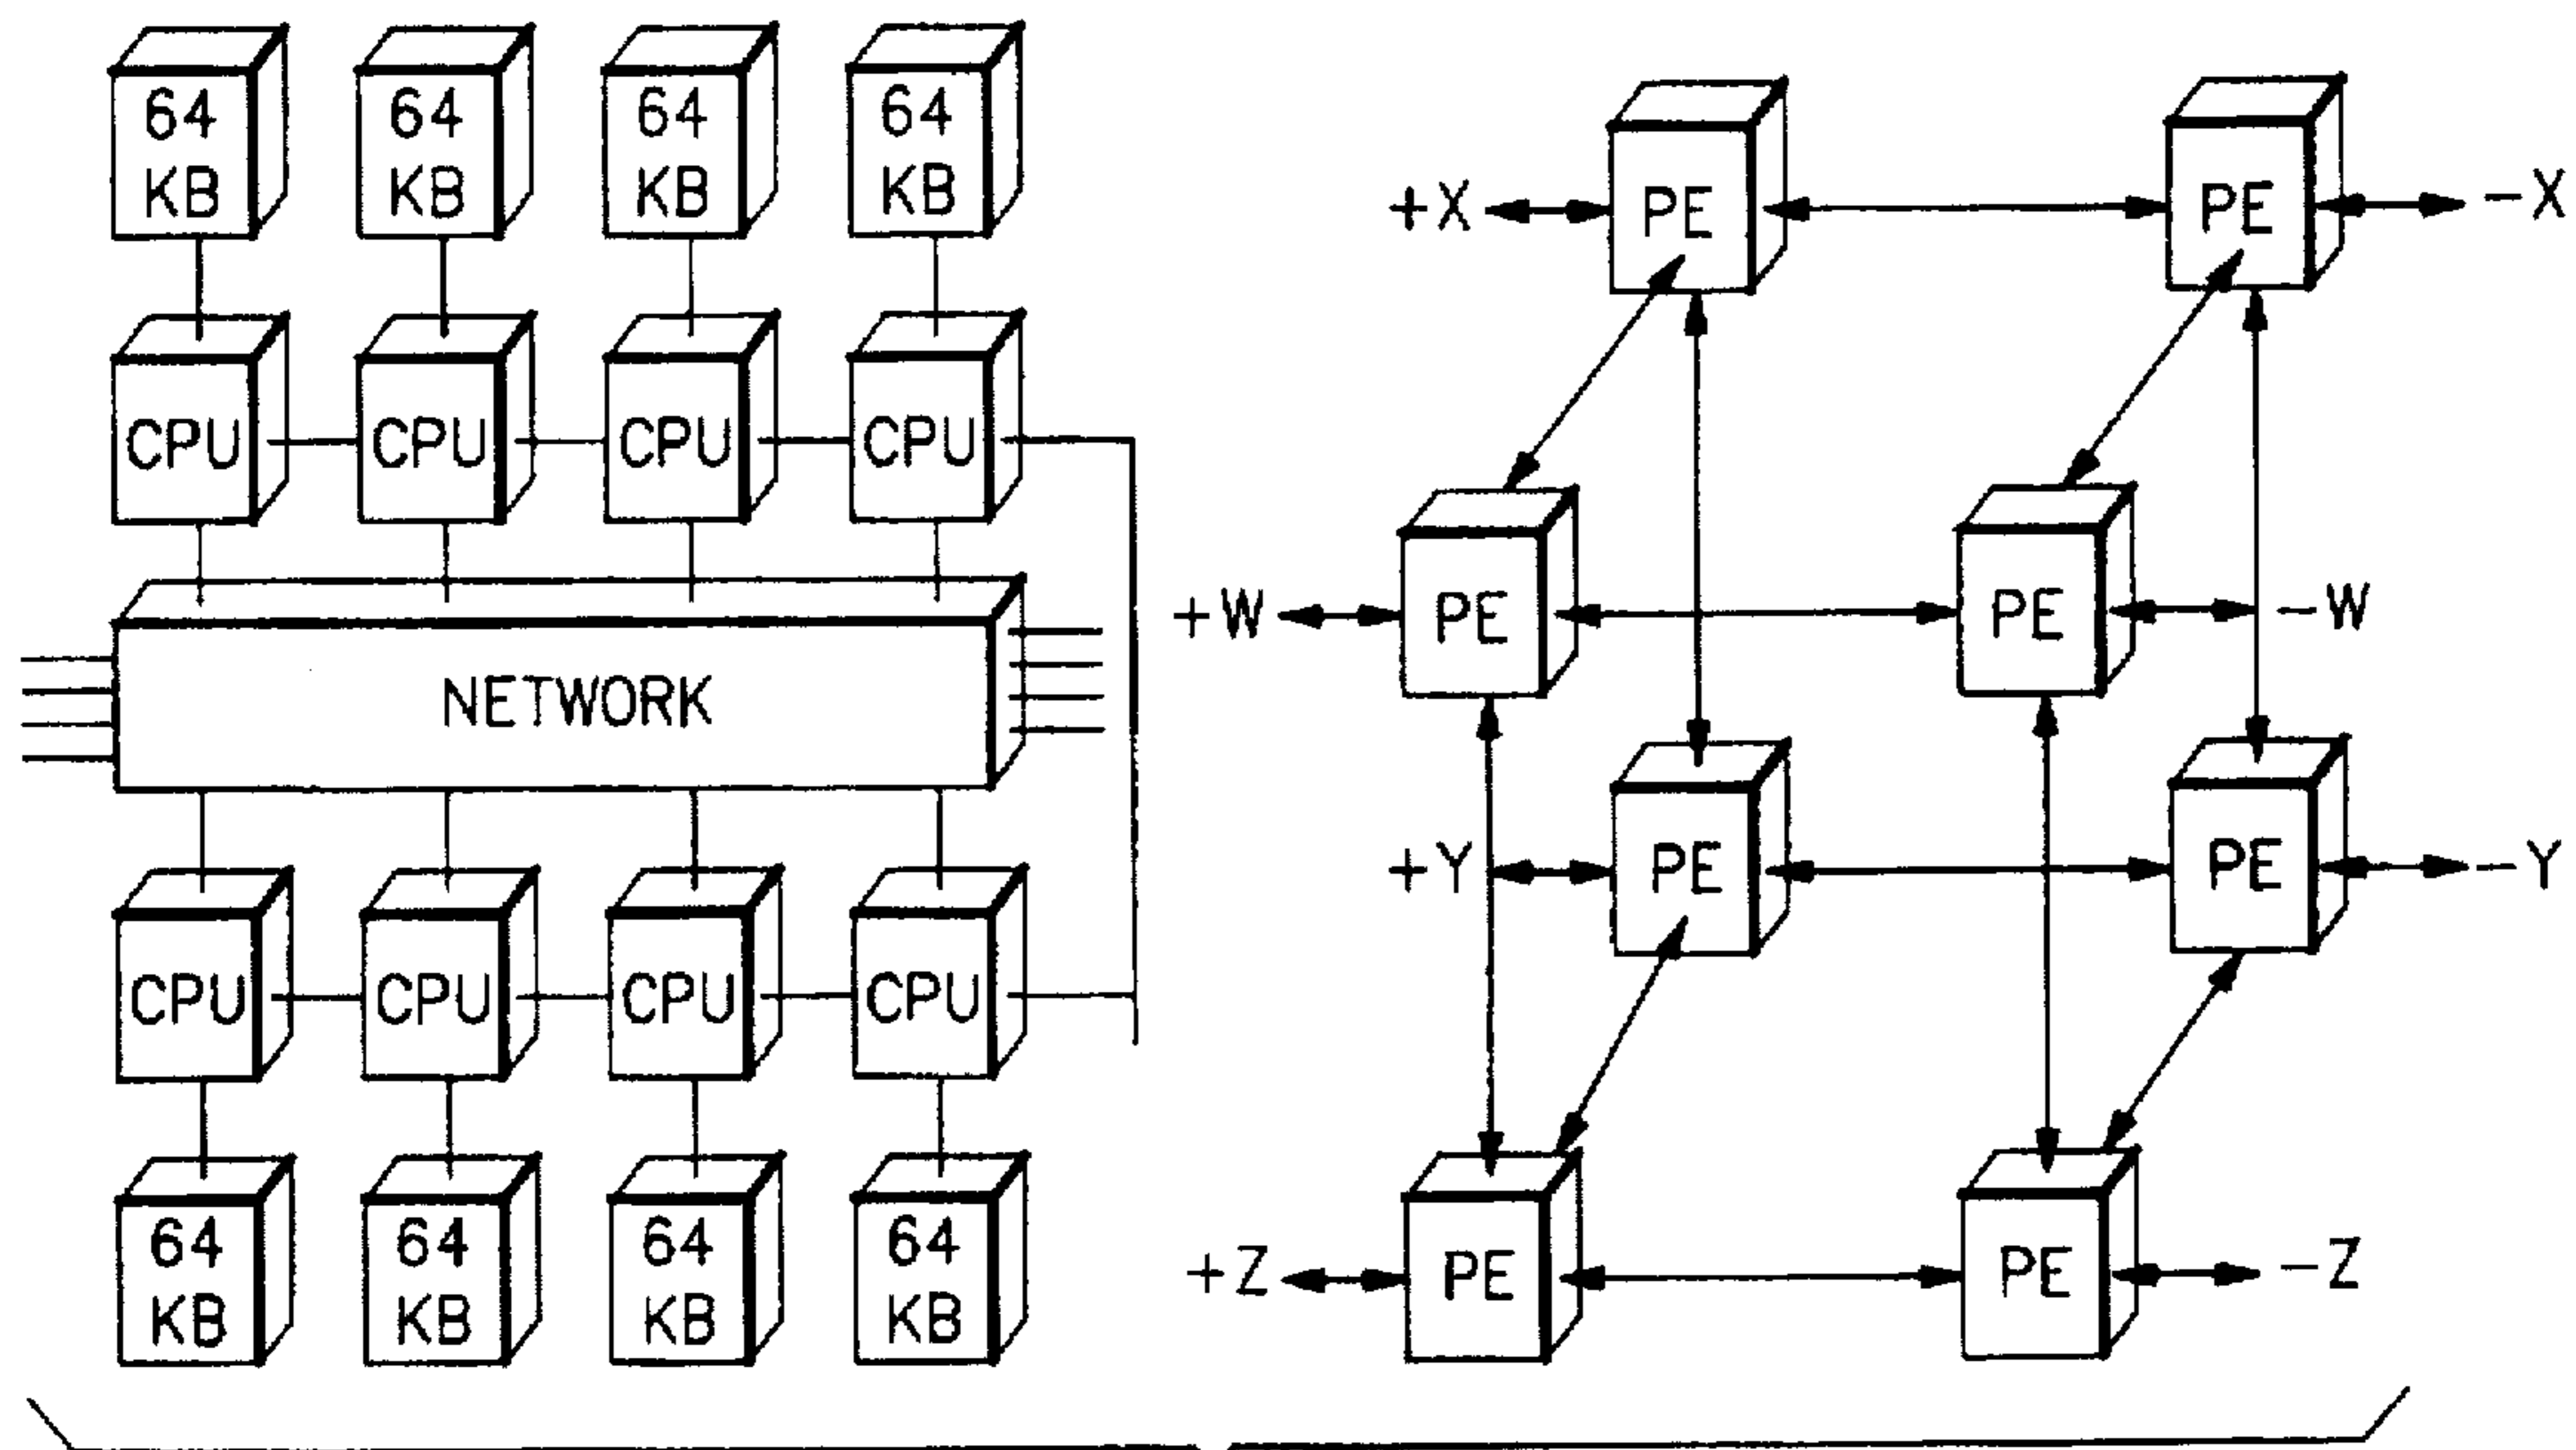 64 64 64 64
KB KB KB KB
CPU CPU CPU CPU
NETWORK
CPU CPU CPU CPU
64 64 64 64
KB KB KB KB
+X PE PE -X
+W PE PE -W
+Y PE PE -Y
+Z PE PE -Z